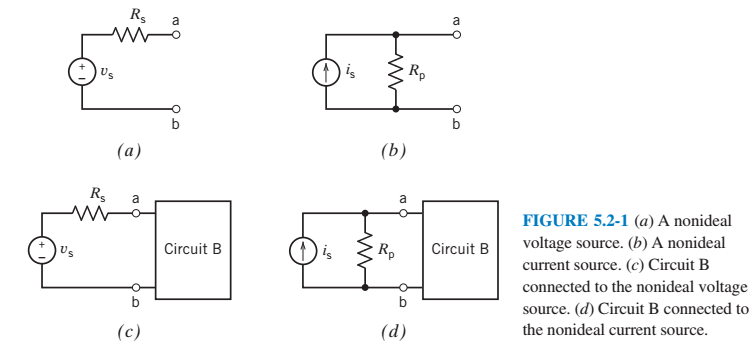 Rs
a
+
−
vs
b
(a)
a
is
Rp
b
(b)
Rs
a
+
−
vs
Circuit B
b
(c)
a
is
Rp
Circuit B
b
(d)
FIGURE 5.2-1 (a) A nonideal
voltage source. (b) A nonideal
current source. (c) Circuit B
connected to the nonideal voltage
source. (d) Circuit B connected to
the nonideal current source.